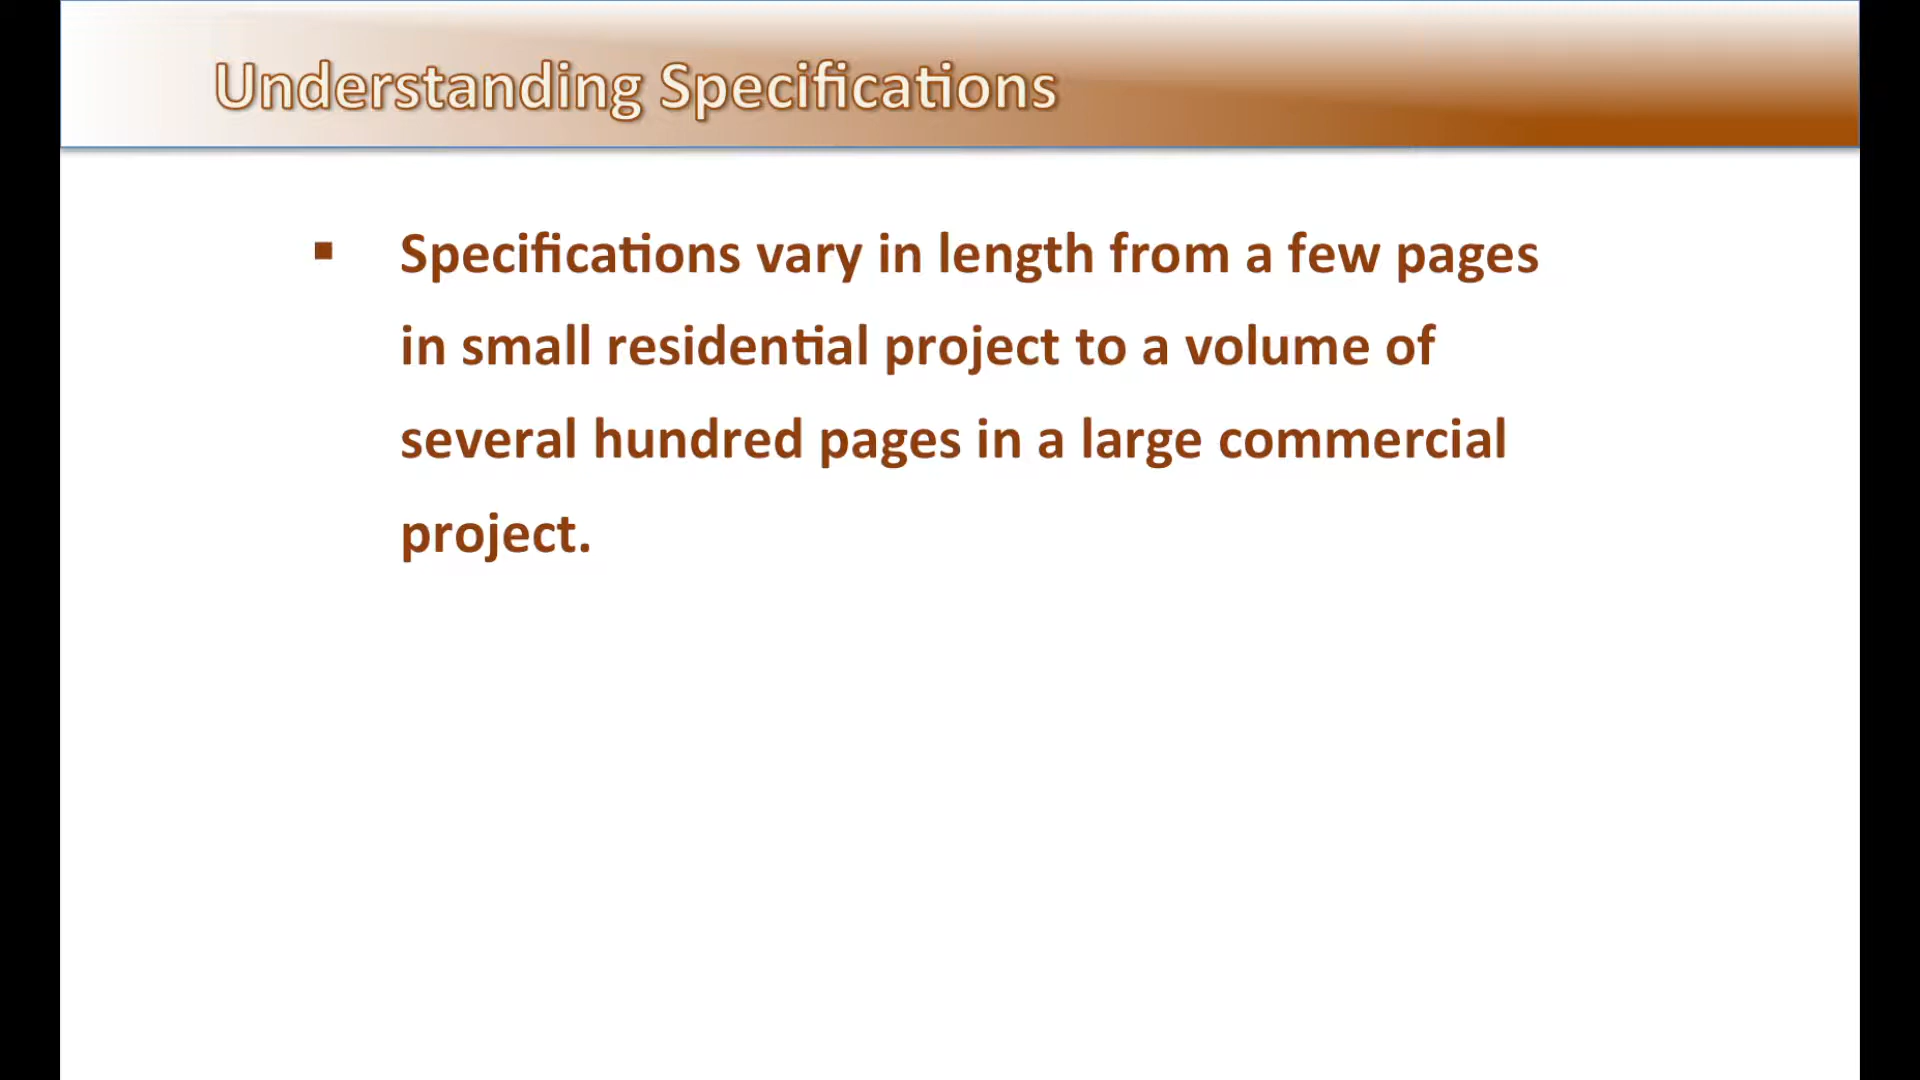 Understanding Specifications
▪ Specifications vary in length from a few pages
in small residential project to a volume of
several hundred pages in a large commercial
project.